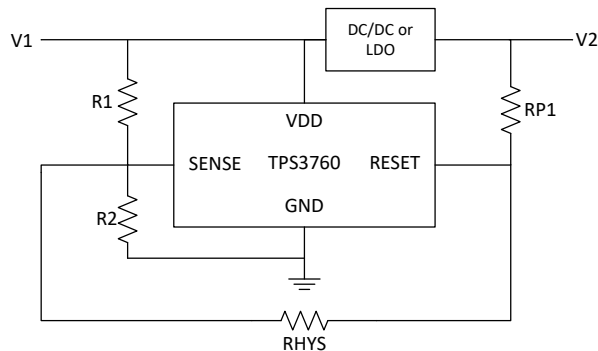 V1
DC/DC or
LDO
V2
R1
RP1
VDD
SENSE TPS3760 RESET
GND
R2
RHYS